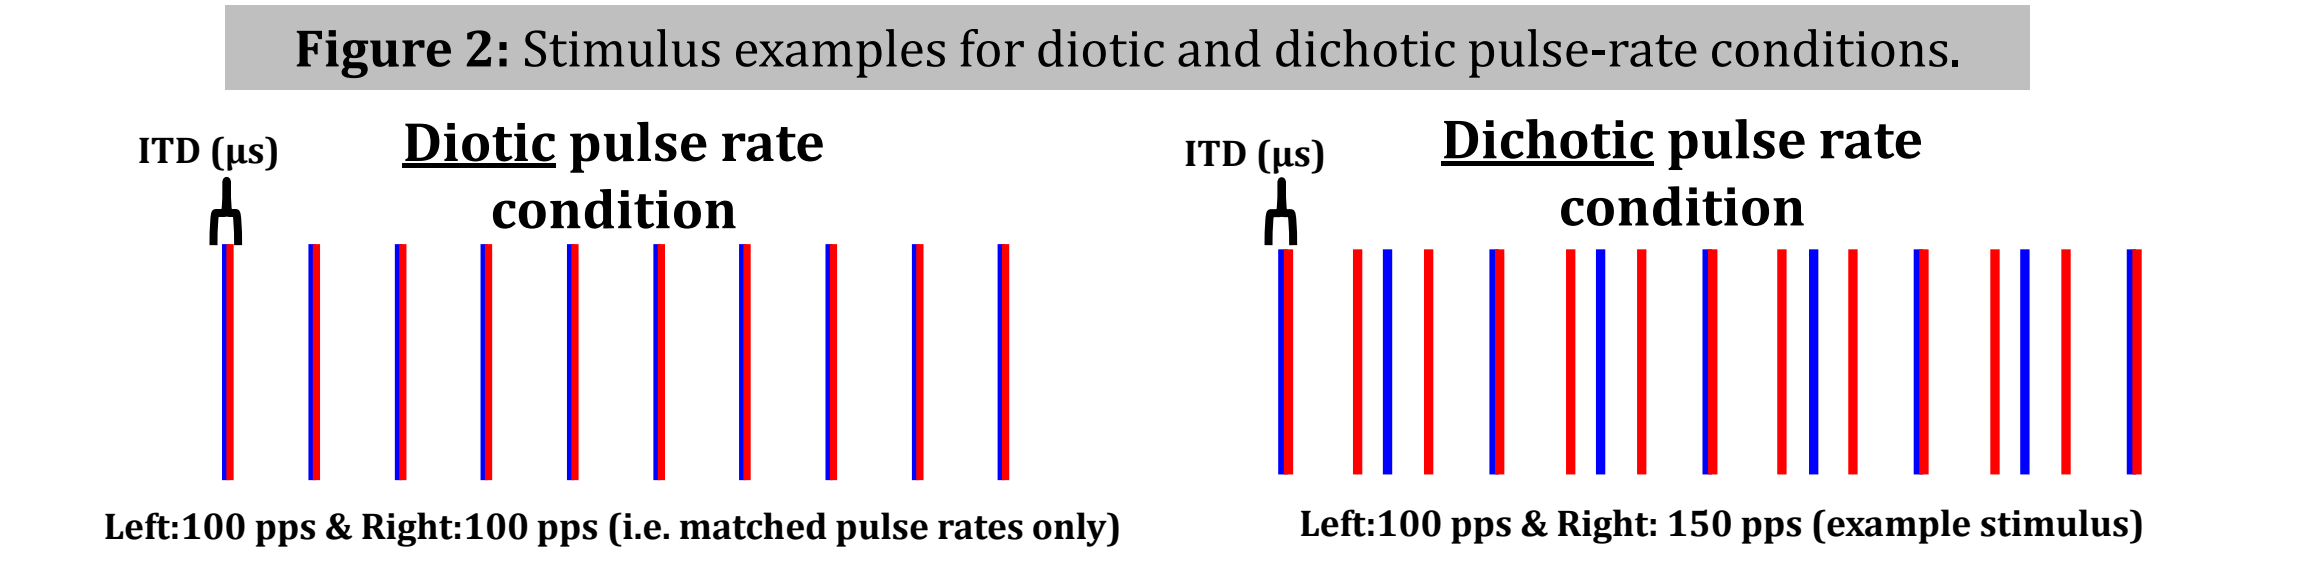 Figure 2: Stimulus examples for diotic and dichotic pulse-rate conditions.
ITD (μs)
Diotic pulse rate
condition
Left:100 pps & Right:100 pps (i.e. matched pulse rates only)
ITD (μs)
Dichotic pulse rate
condition
Left:100 pps & Right: 150 pps (example stimulus)